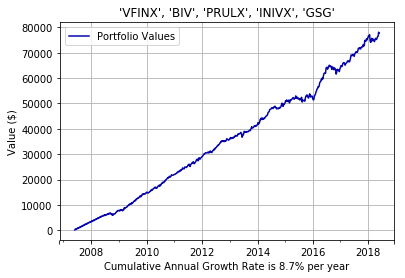 'VFINX', 'BIV', 'PRULX', 'INIVX', 'GSG'
Portfolio Values
80000
70000
60000
50000
40000
30000
20000
10000
0
Value ($)
2008 2010 2012 2014 2016 2018
Cumulative Annual Growth Rate is 8.7% per year